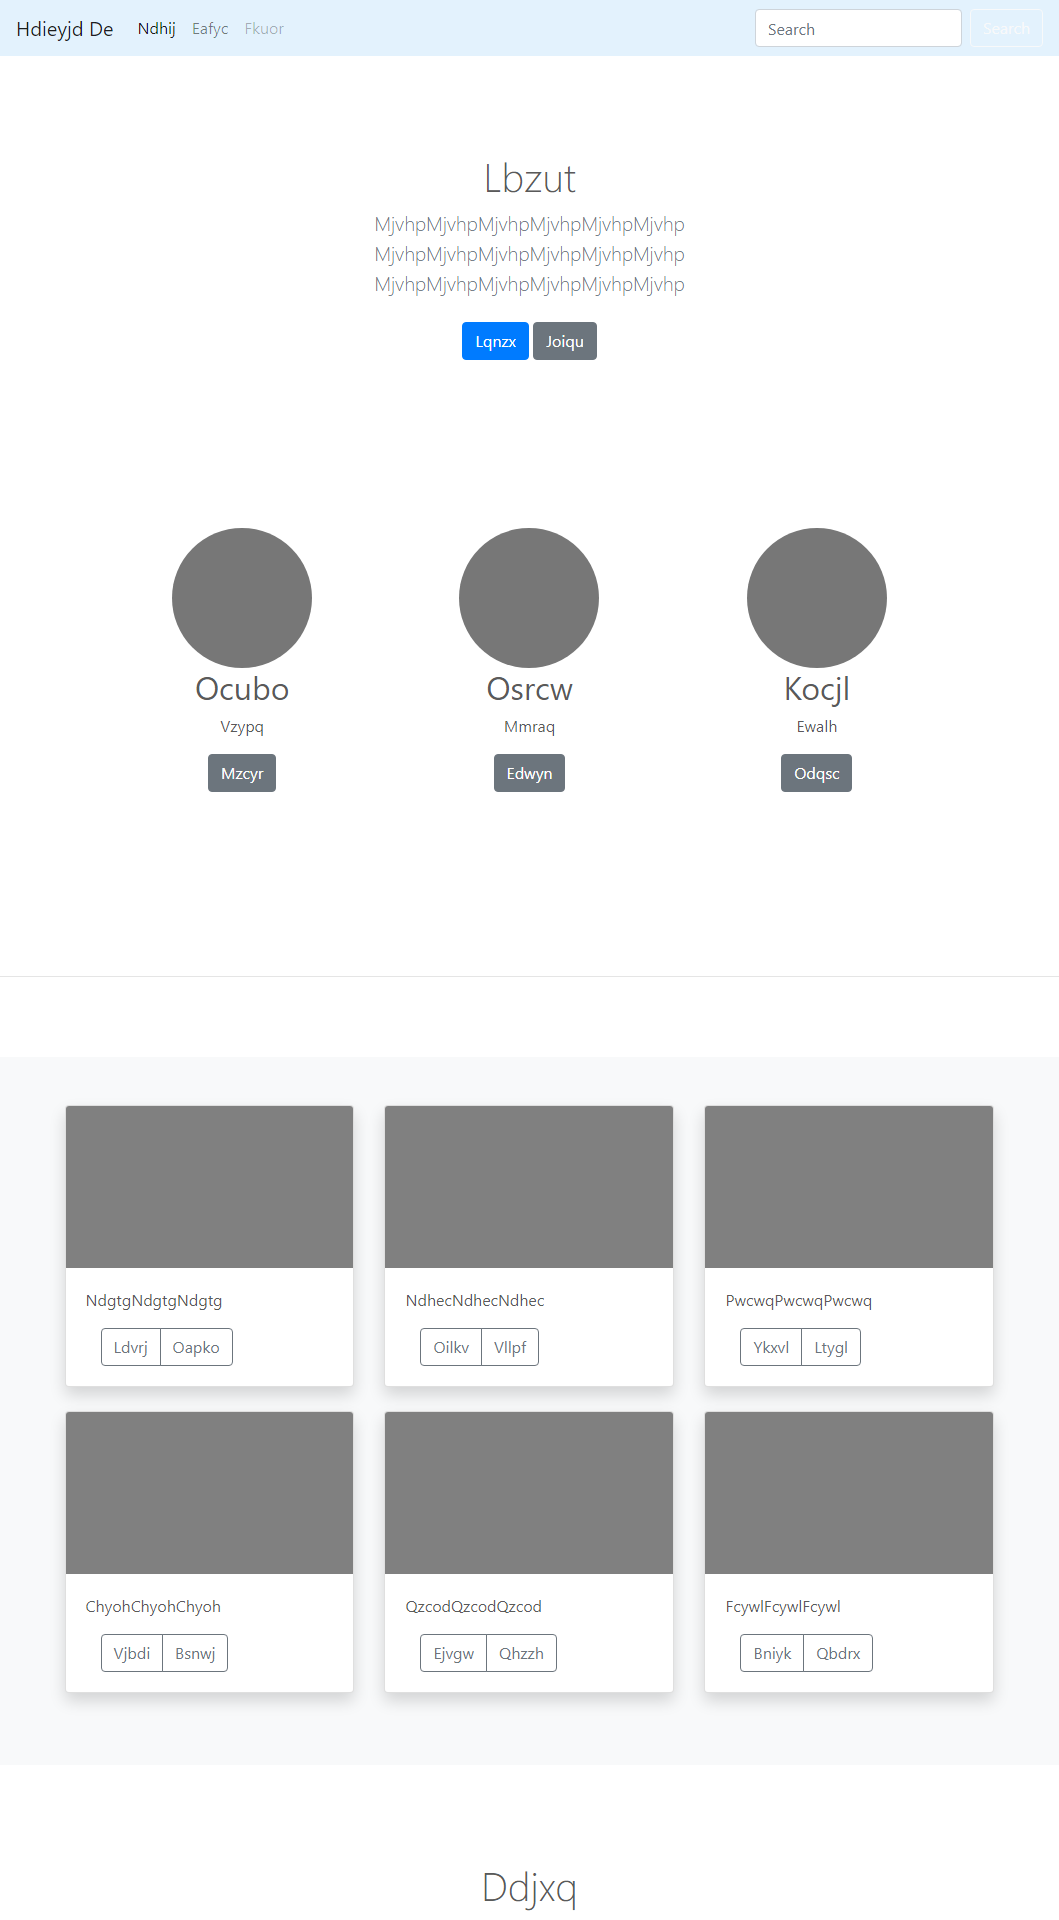 Hdieyjd De Ndhij Eafyc Fkuor Search Search
Lbzut
MjvhpMjvhpMjvhpMjvhpMjvhpMjvhp
MjvhpMjvhpMjvhpMjvhpMjvhpMjvhp
MjvhpMjvhpMjvhpMjvhpMjvhpMjvhp
Lqnzx Joiqu
Ocubo Osrcw Kocjl
Vzypq Mmraq Ewalh
Mzcyr Edwyn Odqsc
NdgtgNdgtgNdgtg NdhecNdhecNdhec PwcwqPwcwqPwcwq
Ldvrj Oapko Oilkv Vllpf Ykxvl Ltygl
ChyohChyohChyoh QzcodQzcodQzcod FcywlFcywlFcywl
Vjbdi Bsnwj Ejvgw Qhzzh Bniyk Qbdrx
Ddjxq